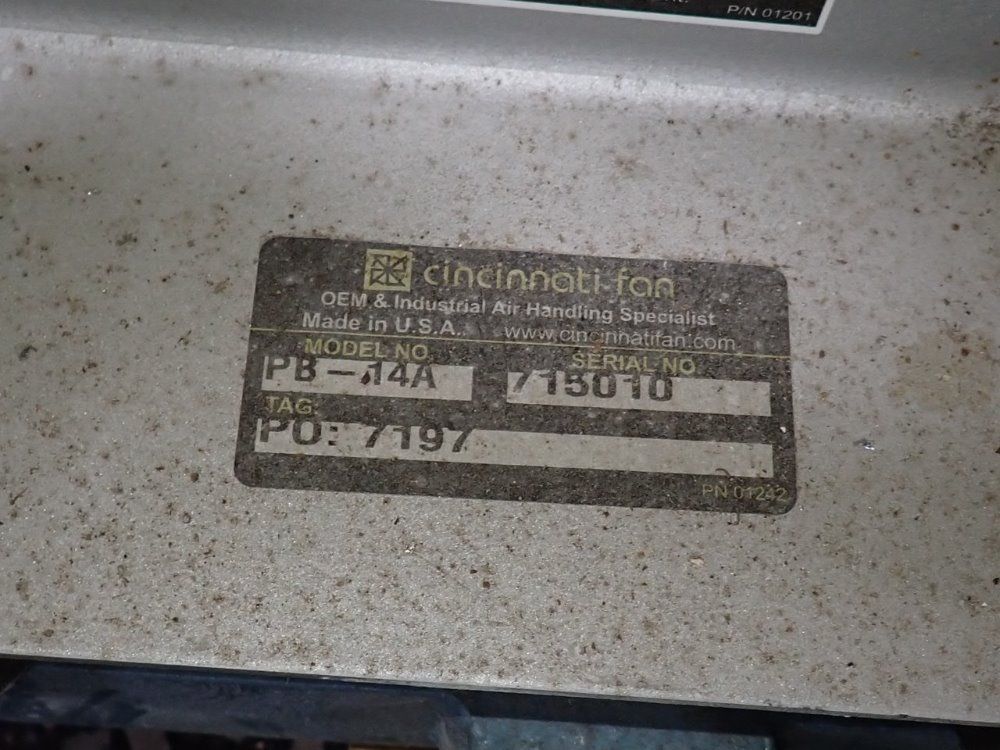 P/N 01201
cincinnati fan
OEM & Industrial Air Handling Specialist
Made in U.S.A. www.cincinnatifan.com
MODEL NO. SERIAL NO.
PB-14A 715010
TAG:
PO: 7197
PN 01242